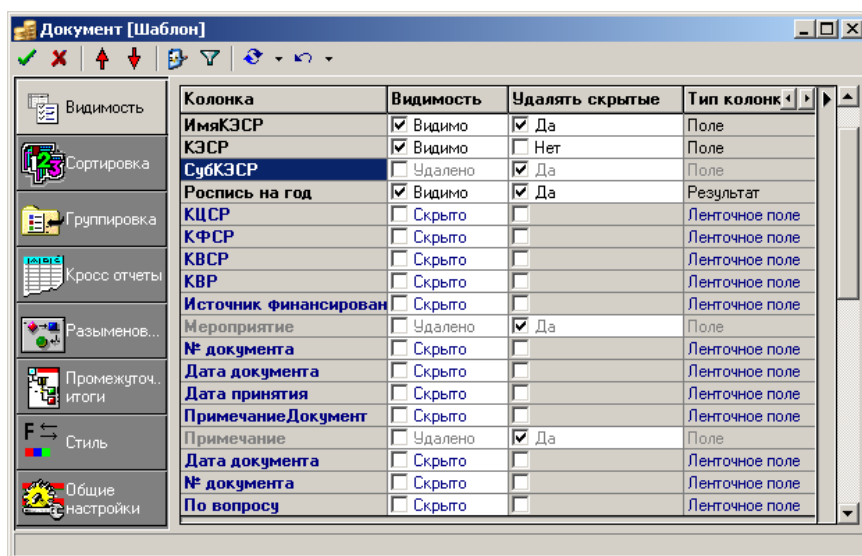 Документ [Шаблон]
Видимость
Сортировка
Группировка
Кросс отчеты
Разыменов...
Промежуточ..
итоги
F
Стиль
Общие
настройки
Колонка Видимость Удалять скрытые Тип колонк
ИмяКЭСР Видимо Да Поле
КЭСР Видимо Нет Поле
СубКЭСР Удалено Да Поле
Роспись на год Видимо Да Результат
КЦСР Скрыто Ленточное поле
КФСР Скрыто Ленточное поле
КВСР Скрыто Ленточное поле
КВР Скрыто Ленточное поле
Источник финансирован Скрыто Ленточное поле
Мероприятие Удалено Да Поле
№ документа Скрыто Ленточное поле
Дата документа Скрыто Ленточное поле
Дата принятия Скрыто Ленточное поле
ПримечаниеДокумент Скрыто Ленточное поле
Примечание Удалено Да Поле
Дата документа Скрыто Ленточное поле
№ документа Скрыто Ленточное поле
По вопросу Скрыто Ленточное поле